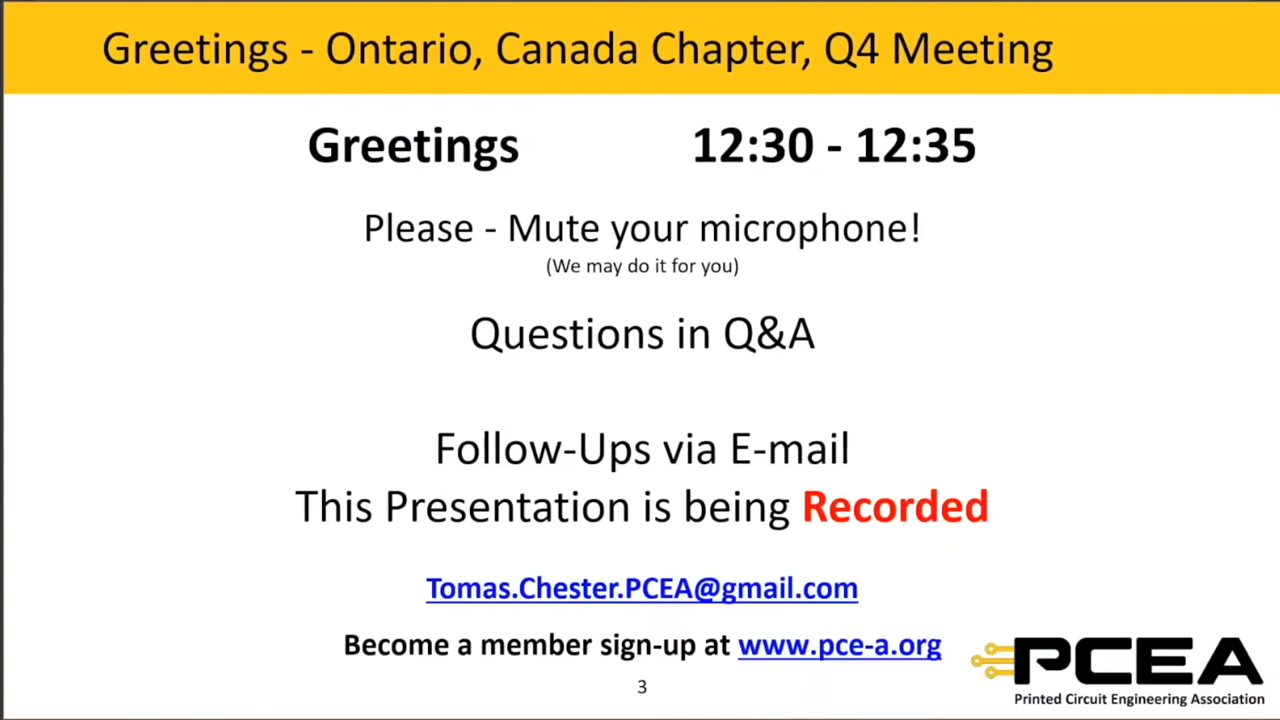 Greetings - Ontario, Canada Chapter, Q4 Meeting
Greetings 12:30 - 12:35
Please - Mute your microphone!
(We may do it for you)
Questions in Q&A
Follow-Ups via E-mail
This Presentation is being Recorded
Tomas.Chester.PCEA@gmail.com
Become a member sign-up at www.pce-a.org
3
PCEA
Printed Circuit Engineering Association